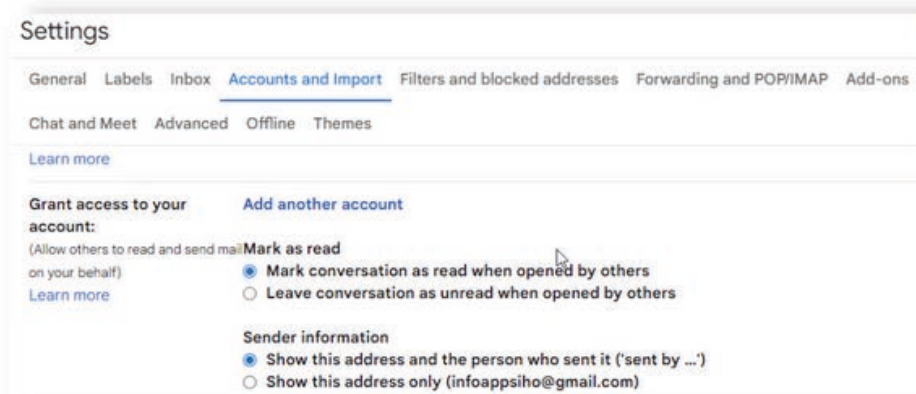 Settings
General Labels Inbox Accounts and Import Filters and blocked addresses Forwarding and POP/IMAP Add-ons
Chat and Meet Advanced Offline Themes
Learn more
Grant access to your account:
(Allow others to read and send mail on your behalf)
Learn more
Add another account
Mark as read
Mark conversation as read when opened by others
Leave conversation as unread when opened by others
Sender information
Show this address and the person who sent it ('sent by ...')
Show this address only (infoappsiho@gmail.com)